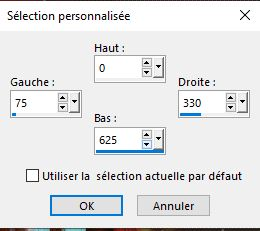 Sélection personnalisée
Haut :
0
Gauche :
75
Droite :
330
Bas :
625
Utiliser la sélection actuelle par défaut
OK
Annuler